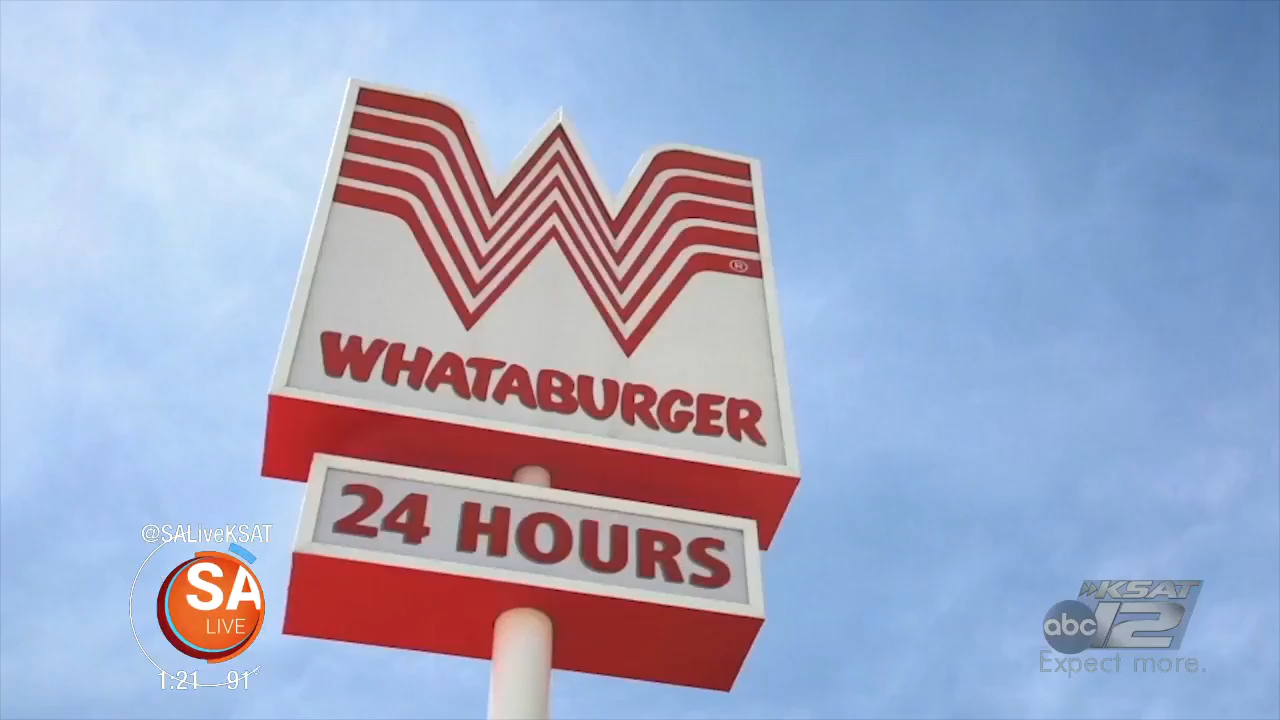 ®
WHATABURGER
24 HOURS
@SALiveKSAT
SA
LIVE
1:21 91°
KSAT
abc 12
Expect more.